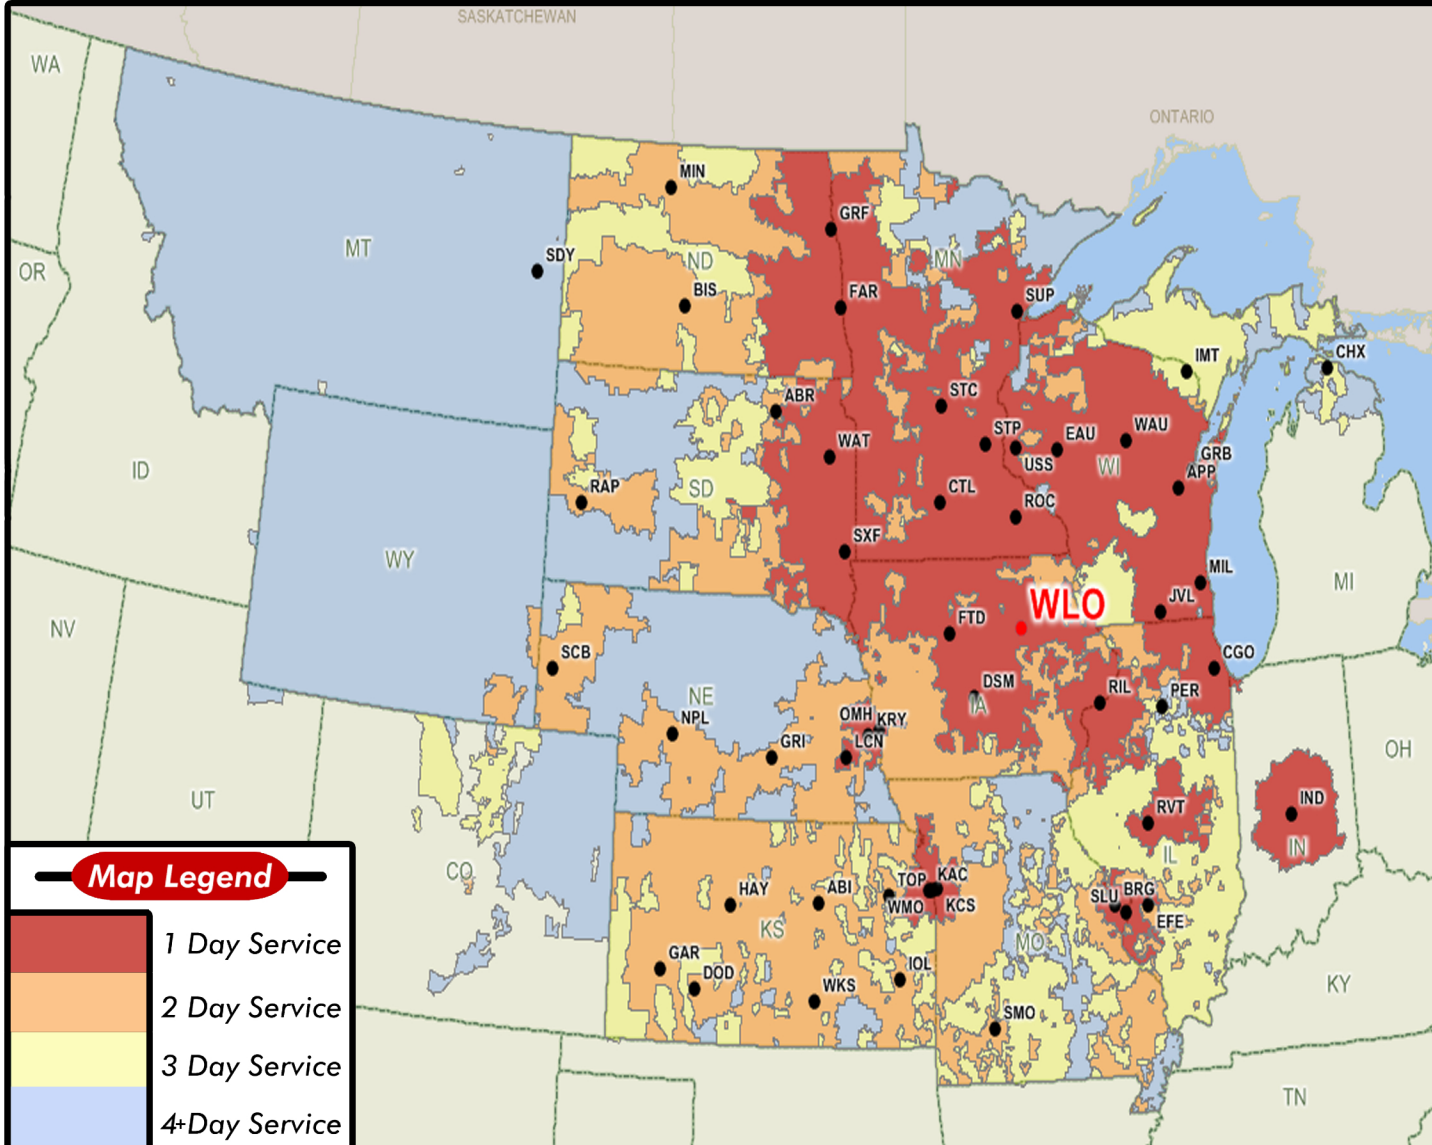 SASKATCHEWAN
WA
ONTARIO
MIN
GRF
MT
SDY
ND
MN
OR
BIS
FAR
SUP
IMT
CHX
ABR
STC
WAT
STP
EAU
WAU
USS
WI
GRB
APP
ID
RAP
SD
CTL
ROC
SXF
WY
MIL
MI
JVL
WLO
NV
FTD
SCB
CGO
DSM
RIL
PER
NE
IA
NPL
OMH
KRY
GRI
LCN
OH
UT
RVT
IND
IN
IL
CO
Map Legend
HAY
ABI
TOP
KAC
WMO
KCS
SLU
BRG
EFE
KS
MO
1 Day Service
GAR
DOD
IOL
WKS
KY
2 Day Service
SMO
3 Day Service
TN
4+Day Service